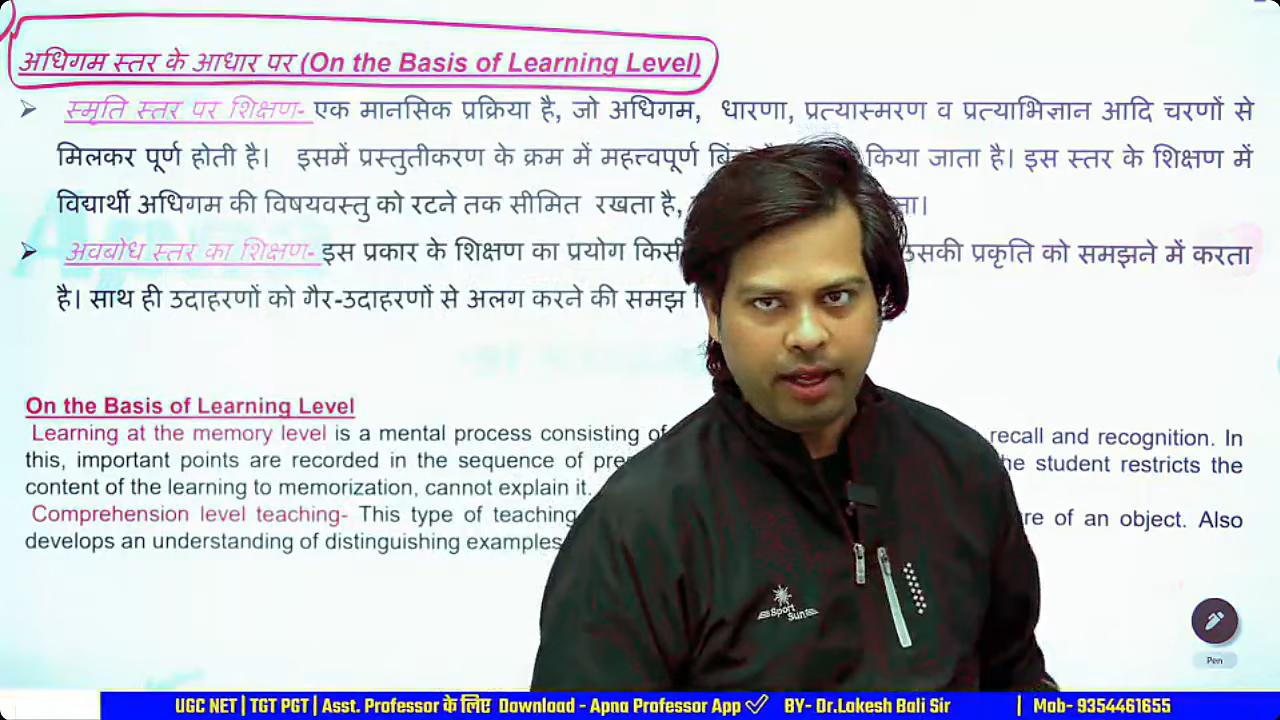 अधिगम स्तर के आधार पर (On the Basis of Learning Level)
➢ स्मृति स्तर पर शिक्षण- एक मानसिक प्रक्रिया है, जो अधिगम, धारणा, प्रत्यास्मरण व प्रत्याभिज्ञान आदि चरणों से
मिलकर पूर्ण होती है। इसमें प्रस्तुतीकरण के क्रम में महत्त्वपूर्ण किया जाता है। इस स्तर के शिक्षण में
विद्यार्थी अधिगम की विषयवस्तु को रटने तक सीमित रखता है,
➢ अवबोध स्तर का शिक्षण- इस प्रकार के शिक्षण का प्रयोग किसी उसकी प्रकृति को समझने में करता
है। साथ ही उदाहरणों को गैर-उदाहरणों से अलग करने की समझ
On the Basis of Learning Level
Learning at the memory level is a mental process consisting of recall and recognition. In
this, important points are recorded in the sequence of the student restricts the
content of the learning to memorization, cannot explain it.
Comprehension level teaching- This type of teaching of an object. Also
develops an understanding of distinguishing examples
Sport Sun
Pen
UGC NET | TGT PGT | Asst. Professor के लिए Download - Apna Professor App ✓ BY- Dr.Lokesh Bali Sir | Mob- 9354461655